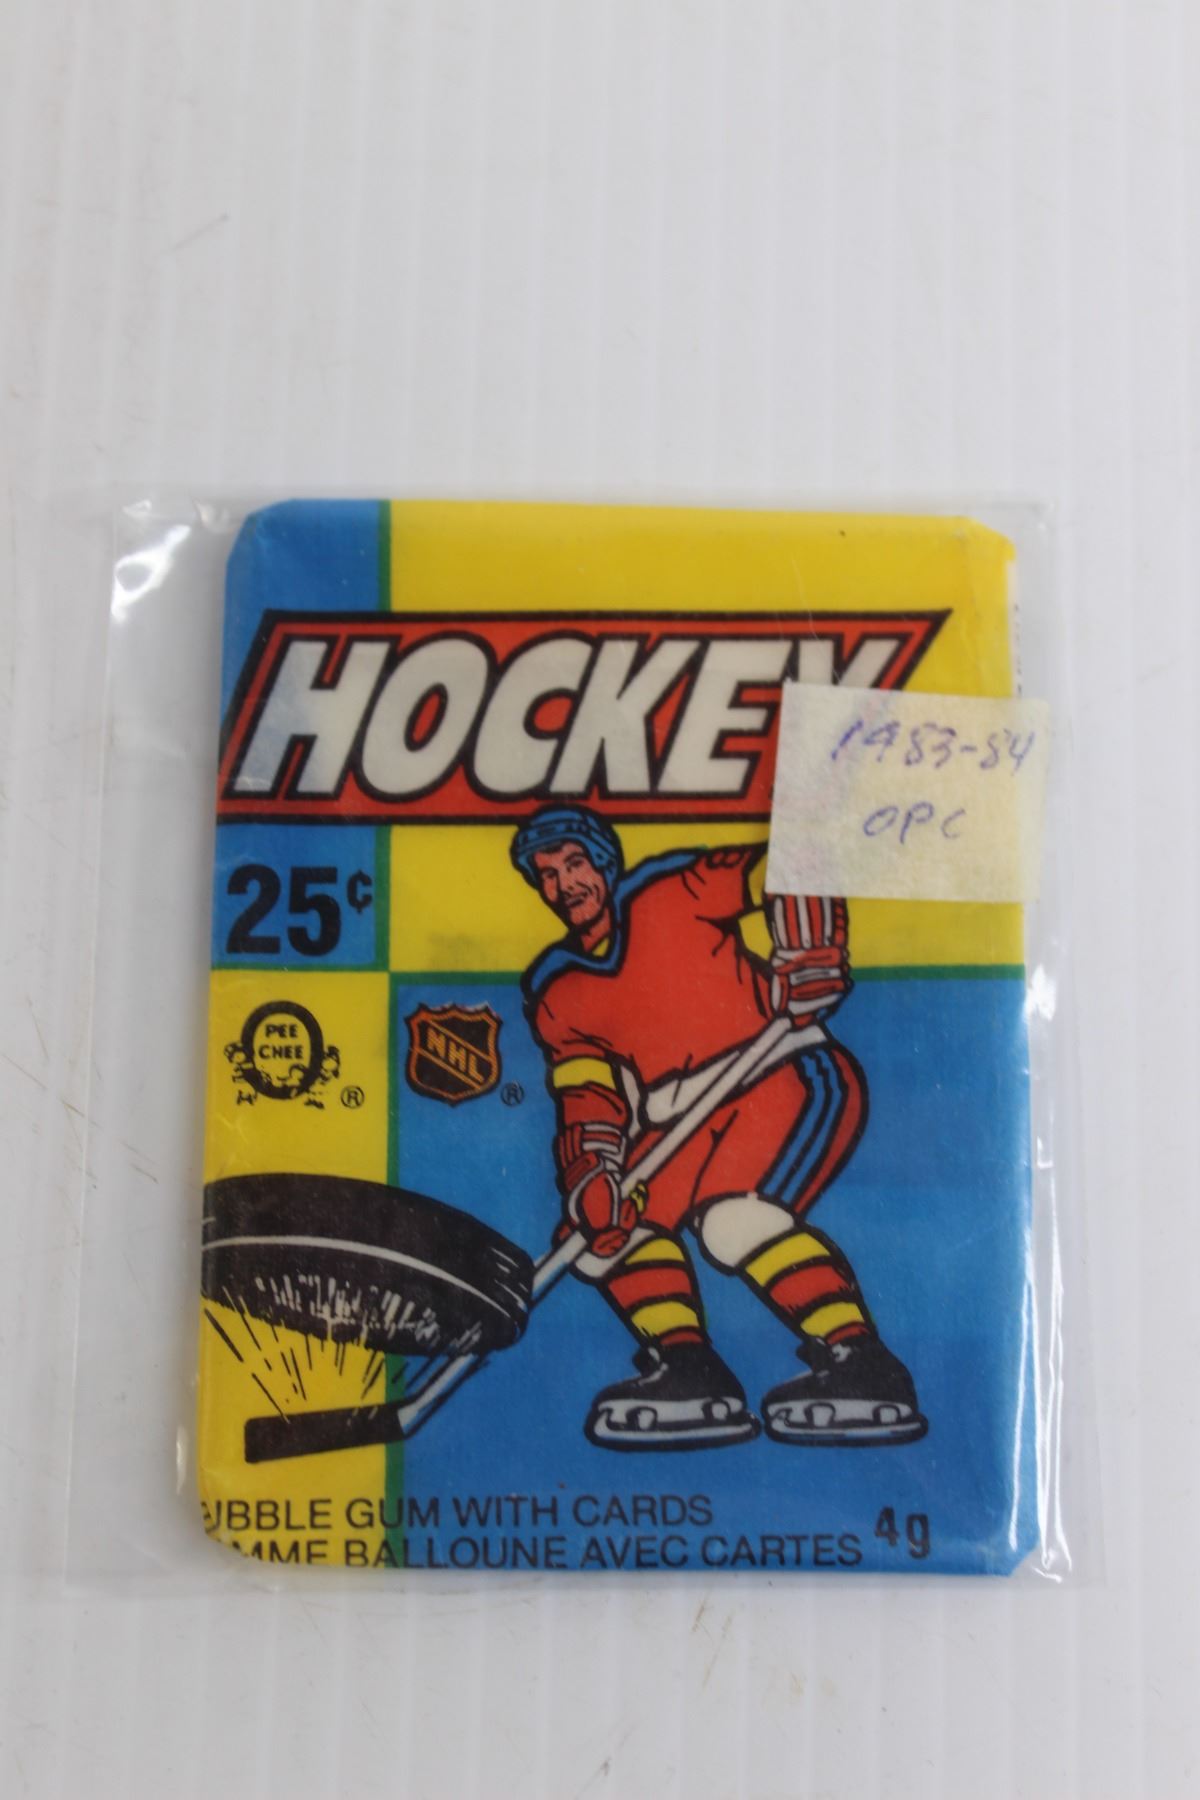 HOCKEY
1983-84
OPC
25¢
PEE
CHEE
®
NHL
®
UBBLE GUM WITH CARDS
MME BALLOUNE AVEC CARTES
4g